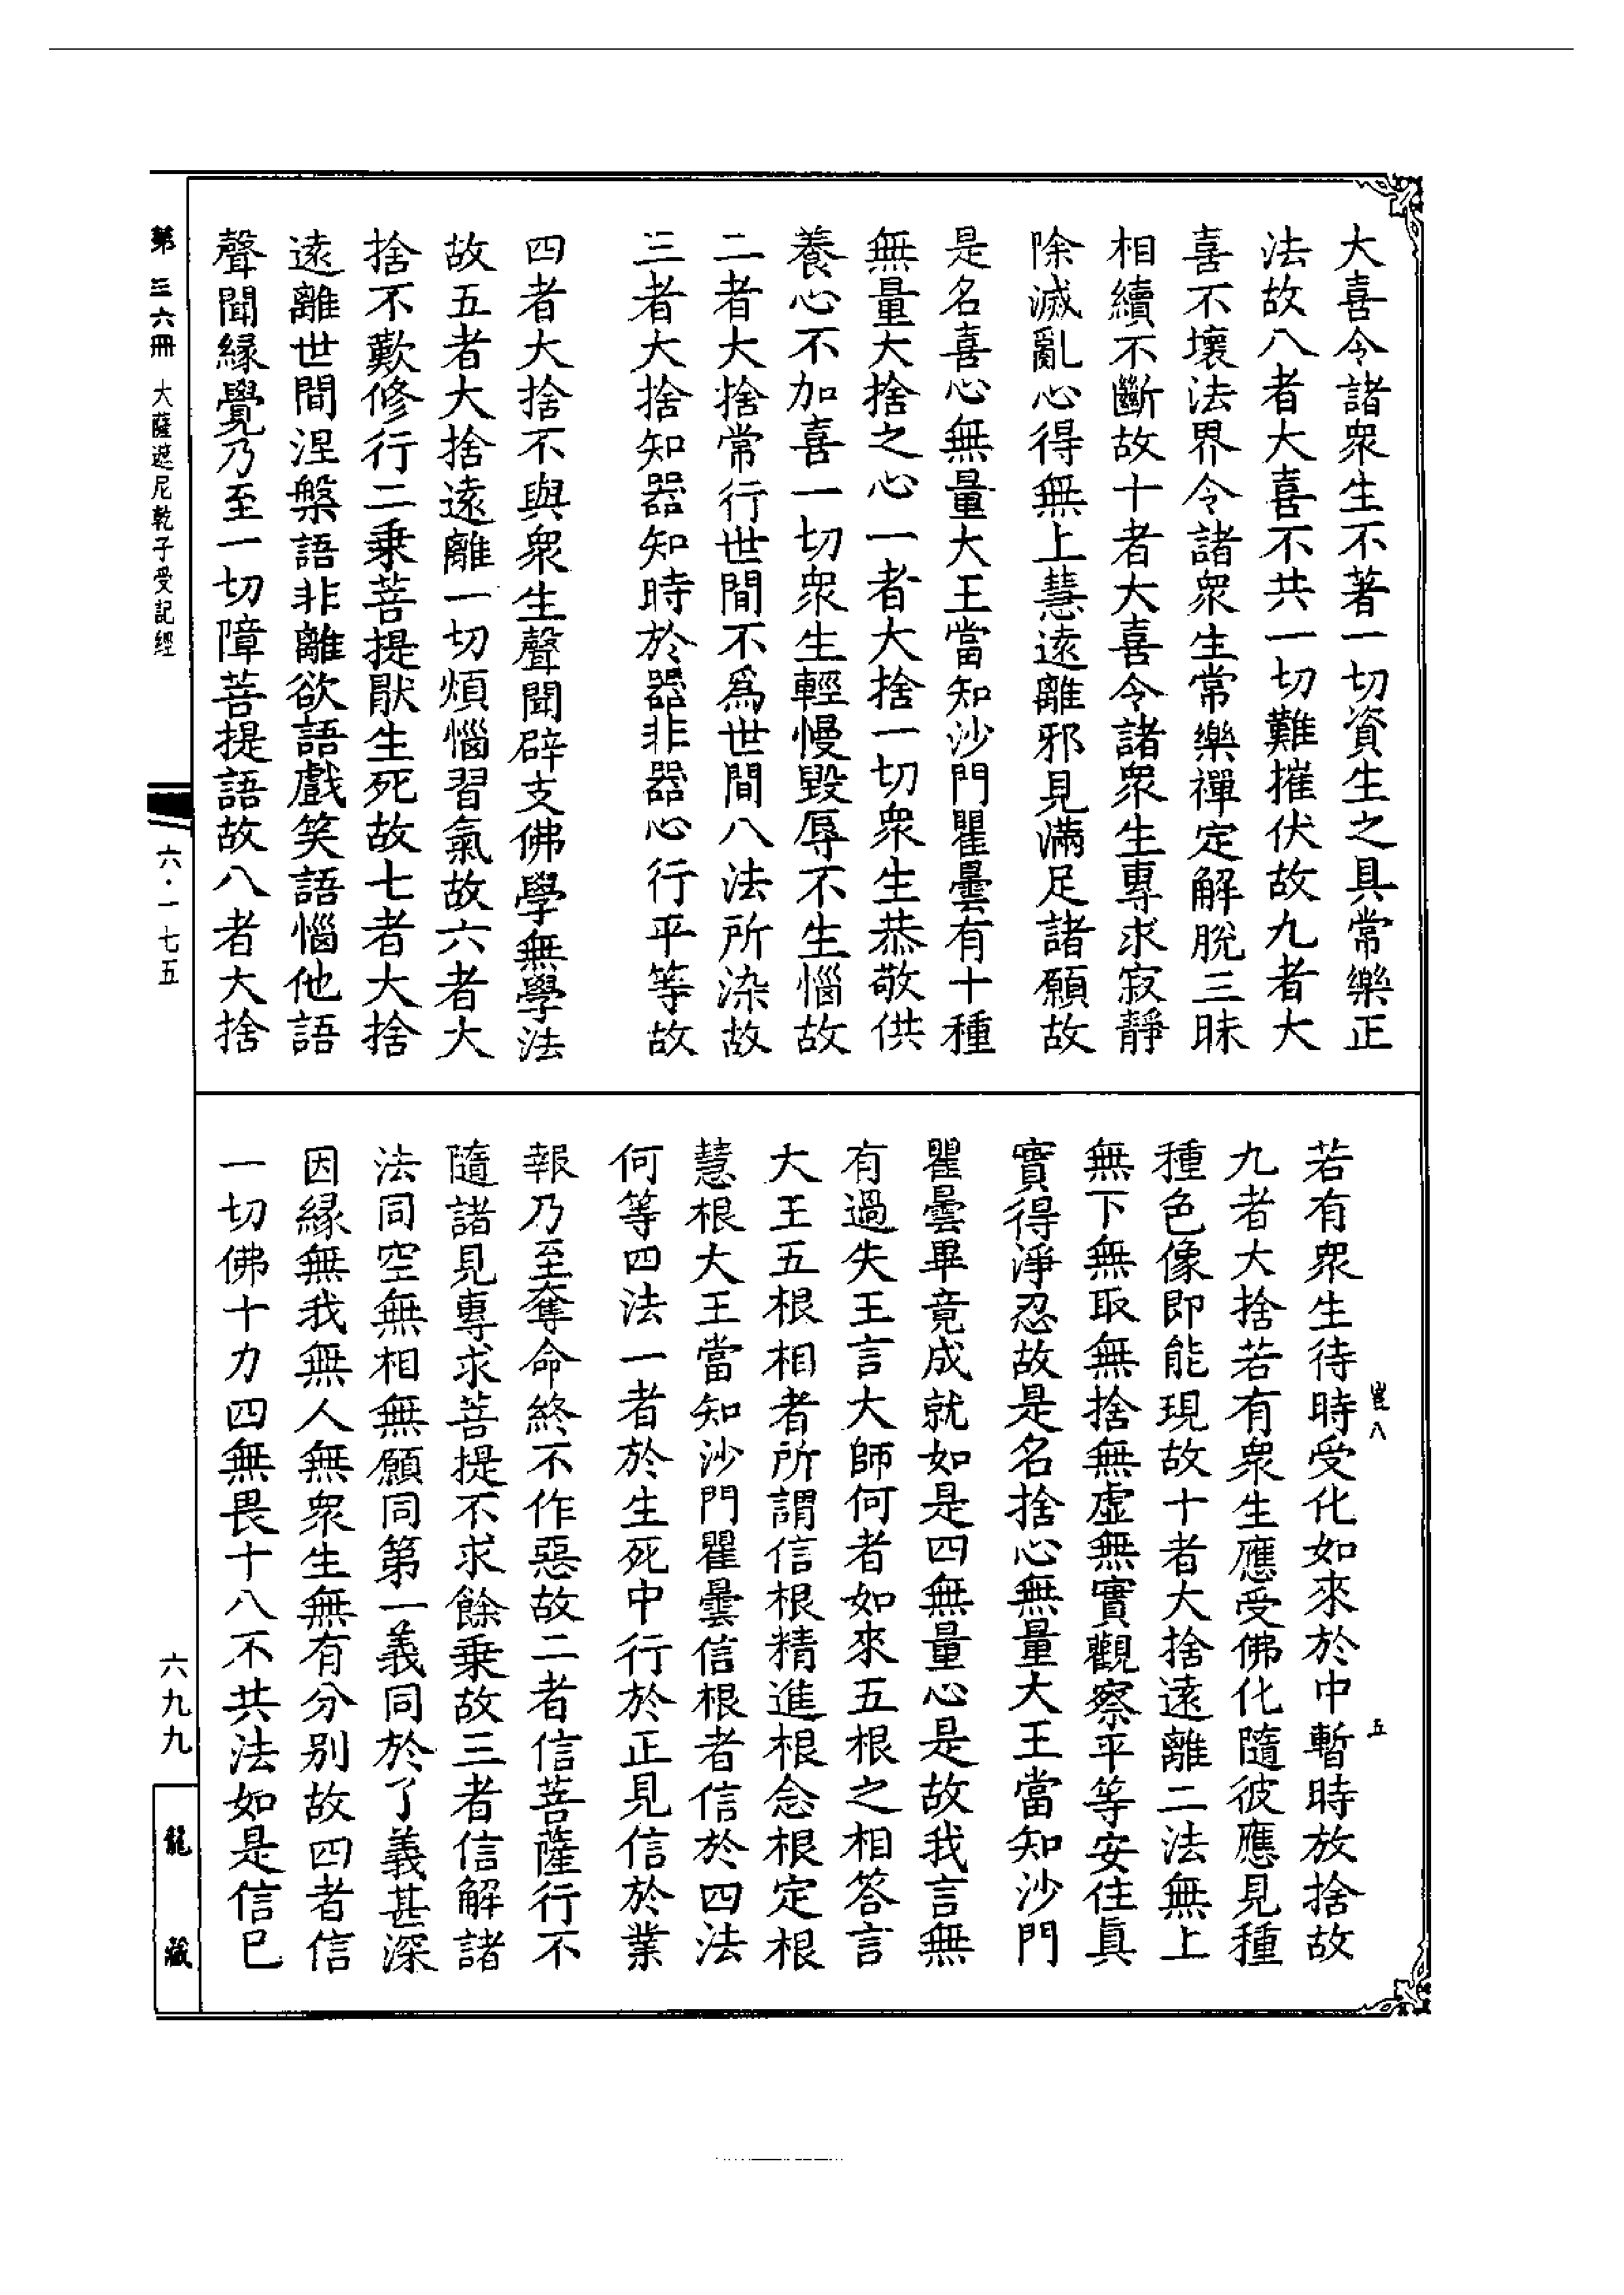 大喜令諸衆生不著一切資生之具常樂正
法故八者大喜不共一切難摧伏故九者大
喜不壞法界令諸衆生常樂禪定解脫三昧
相續不斷故十者大喜令諸衆生專求寂靜
除滅亂心得無上慧遠離邪見滿足諸願故
是名喜心無量大王當知沙門瞿曇有十種
無量大捨之心一者大捨一切衆生恭敬供
養心不加喜一切衆生輕慢毀辱不生惱故
二者大捨常行世間不爲世間八法所染故
三者大捨知器知時於器非器心行平等故
四者大捨不與衆生聲聞辟支佛學無學法
故五者大捨遠離一切煩惱習氣故六者大
捨不歎修行二乗菩提猒生死故七者大捨
遠離世間涅槃語非離欲語戲笑語惱他語
聲聞縁覺乃至一切障菩提語故八者大捨
若有衆生待時受化如來於中暫時放捨故
九者大捨若有衆生應受佛化隨彼應見種
種色像即能現故十者大捨遠離二法無上
無下無取無捨無虚無實觀察平等安住眞
實得淨忍故是名捨心無量大王當知沙門
瞿曇畢竟成就如是四無量心是故我言無
有過失王言大師何者如來五根之相答言
大王五根相者所謂信根精進根念根定根
慧根大王當知沙門瞿曇信根者信於四法
何等四法一者於生死中行於正見信於業
報乃至奪命終不作惡故二者信菩薩行不
隨諸見專求菩提不求餘乗故三者信解諸
法同空無相無願同第一義同於了義甚深
因縁無我無人無衆生無有分别故四者信
一切佛十力四無畏十八不共法如是信已
豈八
五
第三六冊 大薩遮尼乾子受記經
六·一七五
六九九
龍藏